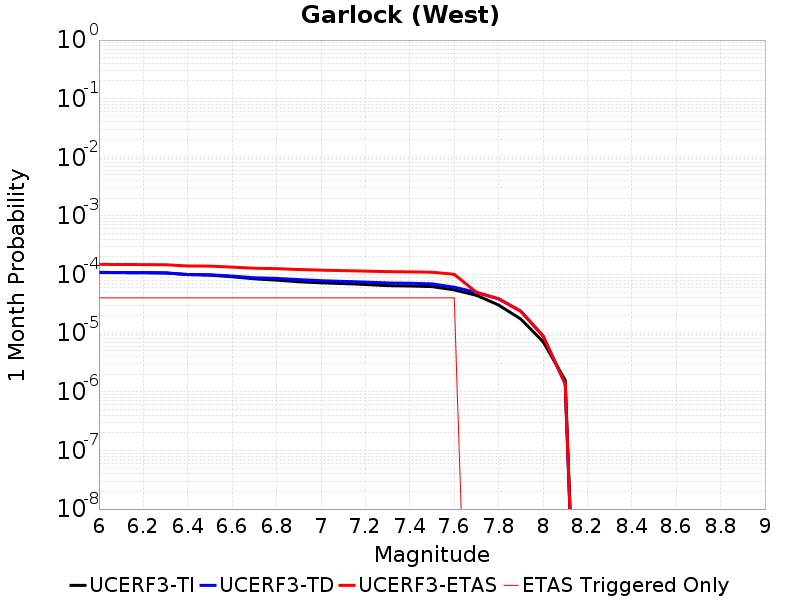 Garlock (West)
1 Month Probability
10^0
10^-1
10^-2
10^-3
10^-4
10^-5
10^-6
10^-7
10^-8
6 6.2 6.4 6.6 6.8 7 7.2 7.4 7.6 7.8 8 8.2 8.4 8.6 8.8 9
Magnitude
UCERF3-TI UCERF3-TD UCERF3-ETAS ETAS Triggered Only